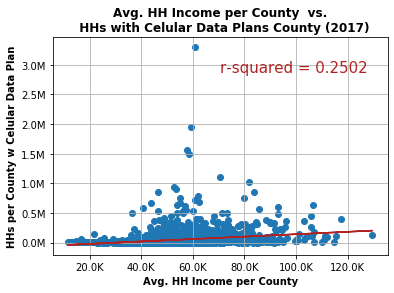 Avg. HH Income per County vs.
HHs with Celular Data Plans County (2017)
r-squared = 0.2502
HHs per County w Celular Data Plan
3.0M
2.5M
2.0M
1.5M
1.0M
0.5M
0.0M
20.0K 40.0K 60.0K 80.0K 100.0K 120.0K
Avg. HH Income per County